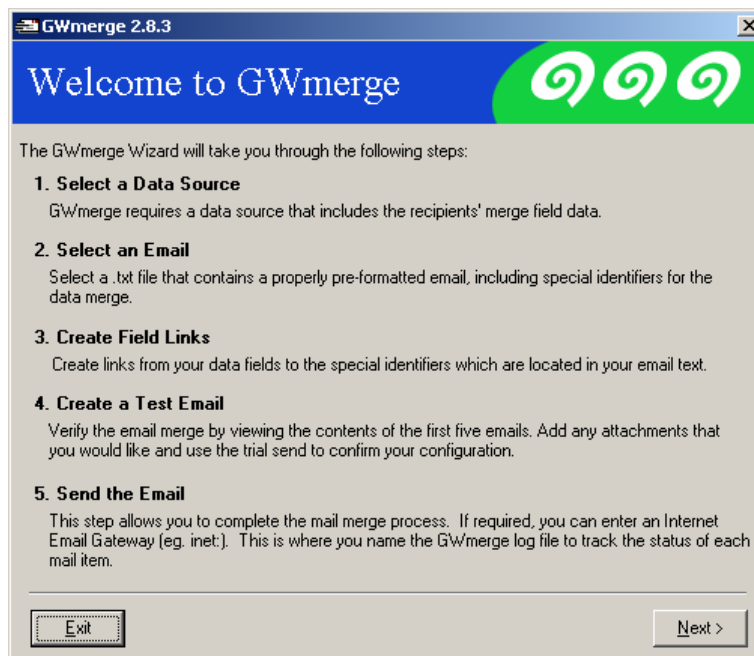 GWmerge 2.8.3
Welcome to GWmerge
The GWmerge Wizard will take you through the following steps:
1. Select a Data Source
GWmerge requires a data source that includes the recipients' merge field data.
2. Select an Email
Select a .txt file that contains a properly pre-formatted email, including special identifiers for the
data merge.
3. Create Field Links
Create links from your data fields to the special identifiers which are located in your email text.
4. Create a Test Email
Verify the email merge by viewing the contents of the first five emails. Add any attachments that
you would like and use the trial send to confirm your configuration.
5. Send the Email
This step allows you to complete the mail merge process.  If required, you can enter an Internet
Email Gateway (eg. inet:).  This is where you name the GWmerge log file to track the status of each
mail item.
Exit
Next >